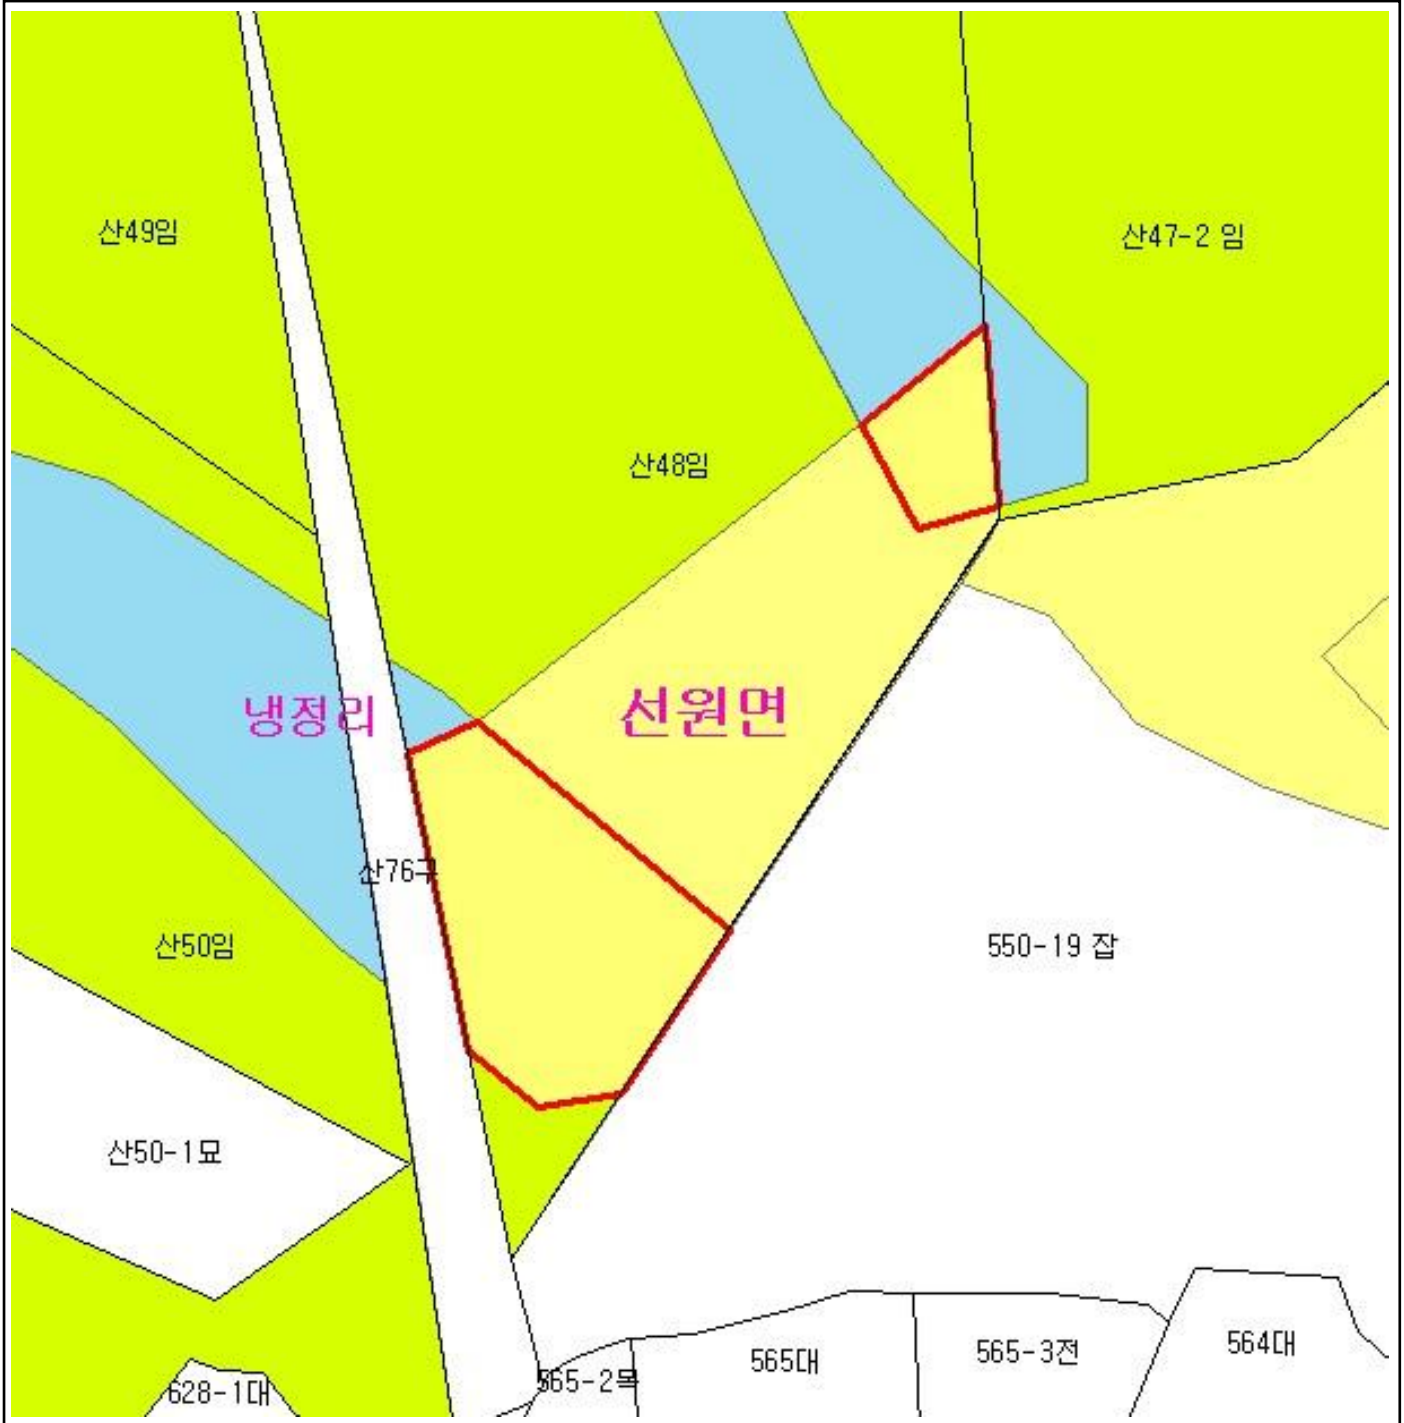 산49임
산47-2 임
산48임
냉정리
선원면
산76구
산50임
550-19 잡
산50-1묘
565-3전
564대
565대
565-2목
628-1대